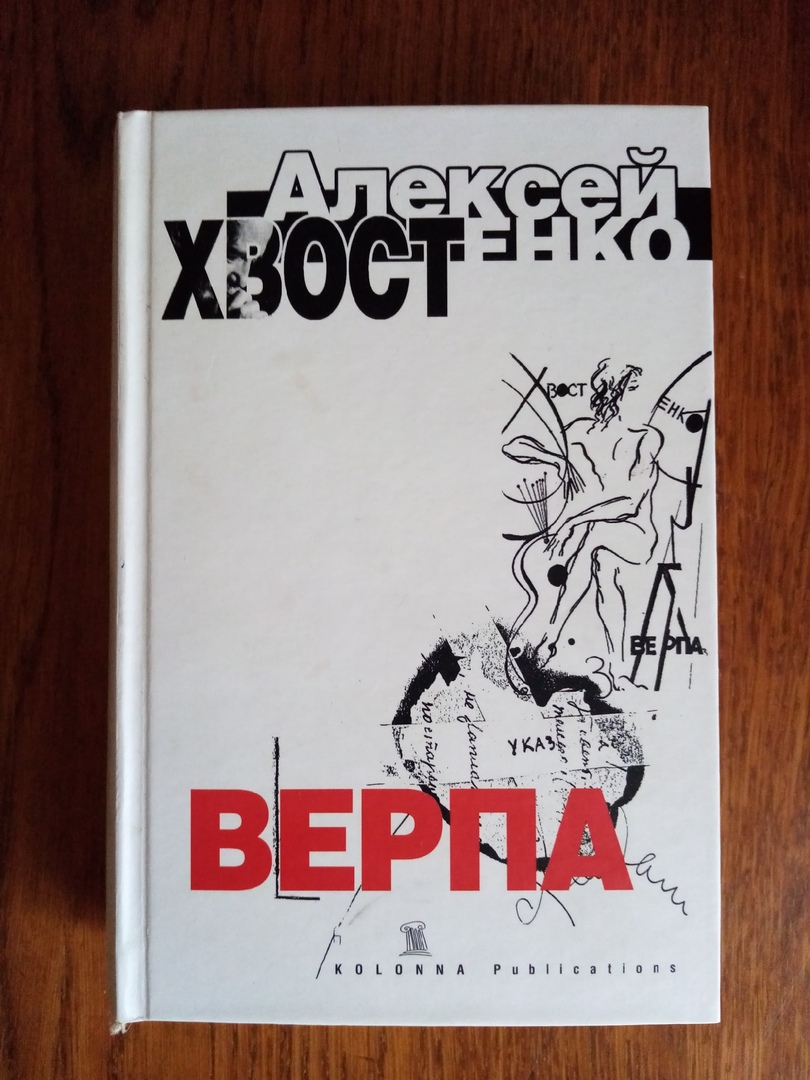 Алексей
ХВОСТЕНКО
ХВОСТ
ЕНКО
ВЕРПА
УКАЗ
ВЕРПА
KOLONNA Publications